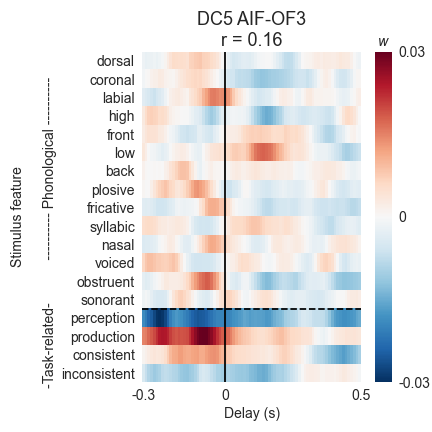 DC5 AIF-OF3
r = 0.16
w
Stimulus feature
----------- Phonological -----------
-Task-related-
dorsal
coronal
labial
high
front
low
back
plosive
fricative
syllabic
nasal
voiced
obstruent
sonorant
perception
production
consistent
inconsistent
0.03
0
-0.03
-0.3
0
0.5
Delay (s)